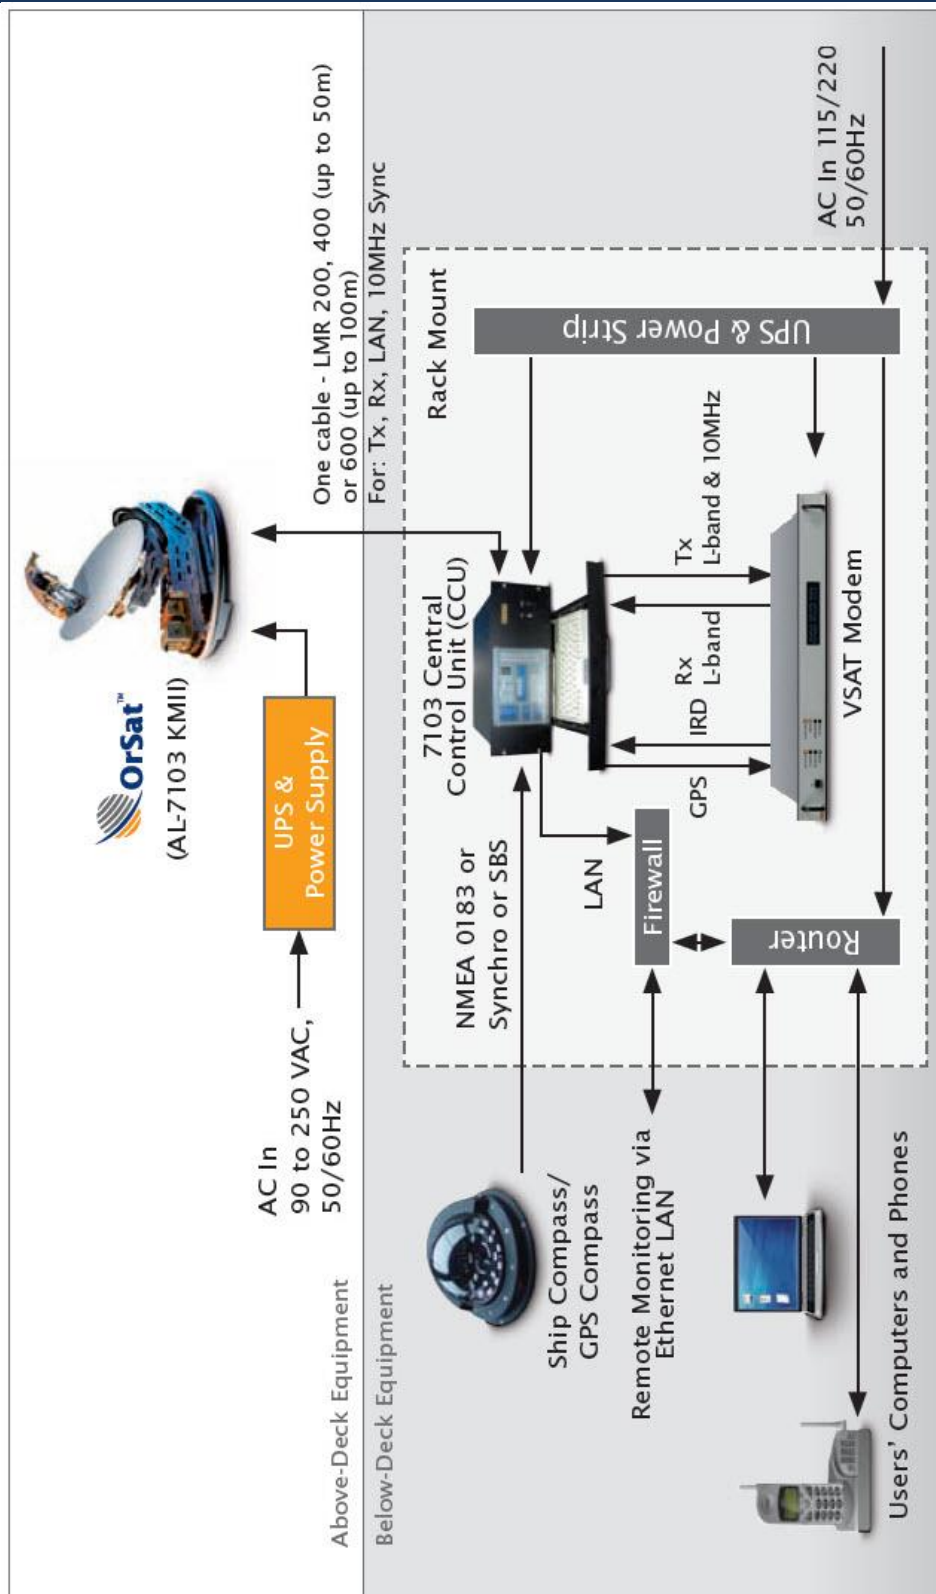 OrSat™
(AL-7103 KMII)
UPS &
Power Supply
AC In
90 to 250 VAC,
50/60Hz
One cable - LMR 200, 400 (up to 50m)
or 600 (up to 100m)
For: Tx, Rx, LAN, 10MHz Sync
Above-Deck Equipment
Below-Deck Equipment
Rack Mount
7103 Central
Control Unit (CCU)
NMEA 0183 or
Synchro or SBS
Ship Compass/
GPS Compass
LAN
Firewall
Remote Monitoring via
Ethernet LAN
GPS
IRD
Rx
L-band
Tx
L-band & 10MHz
UPS & Power Strip
AC In 115/220
50/60Hz
VSAT Modem
Router
Users' Computers and Phones